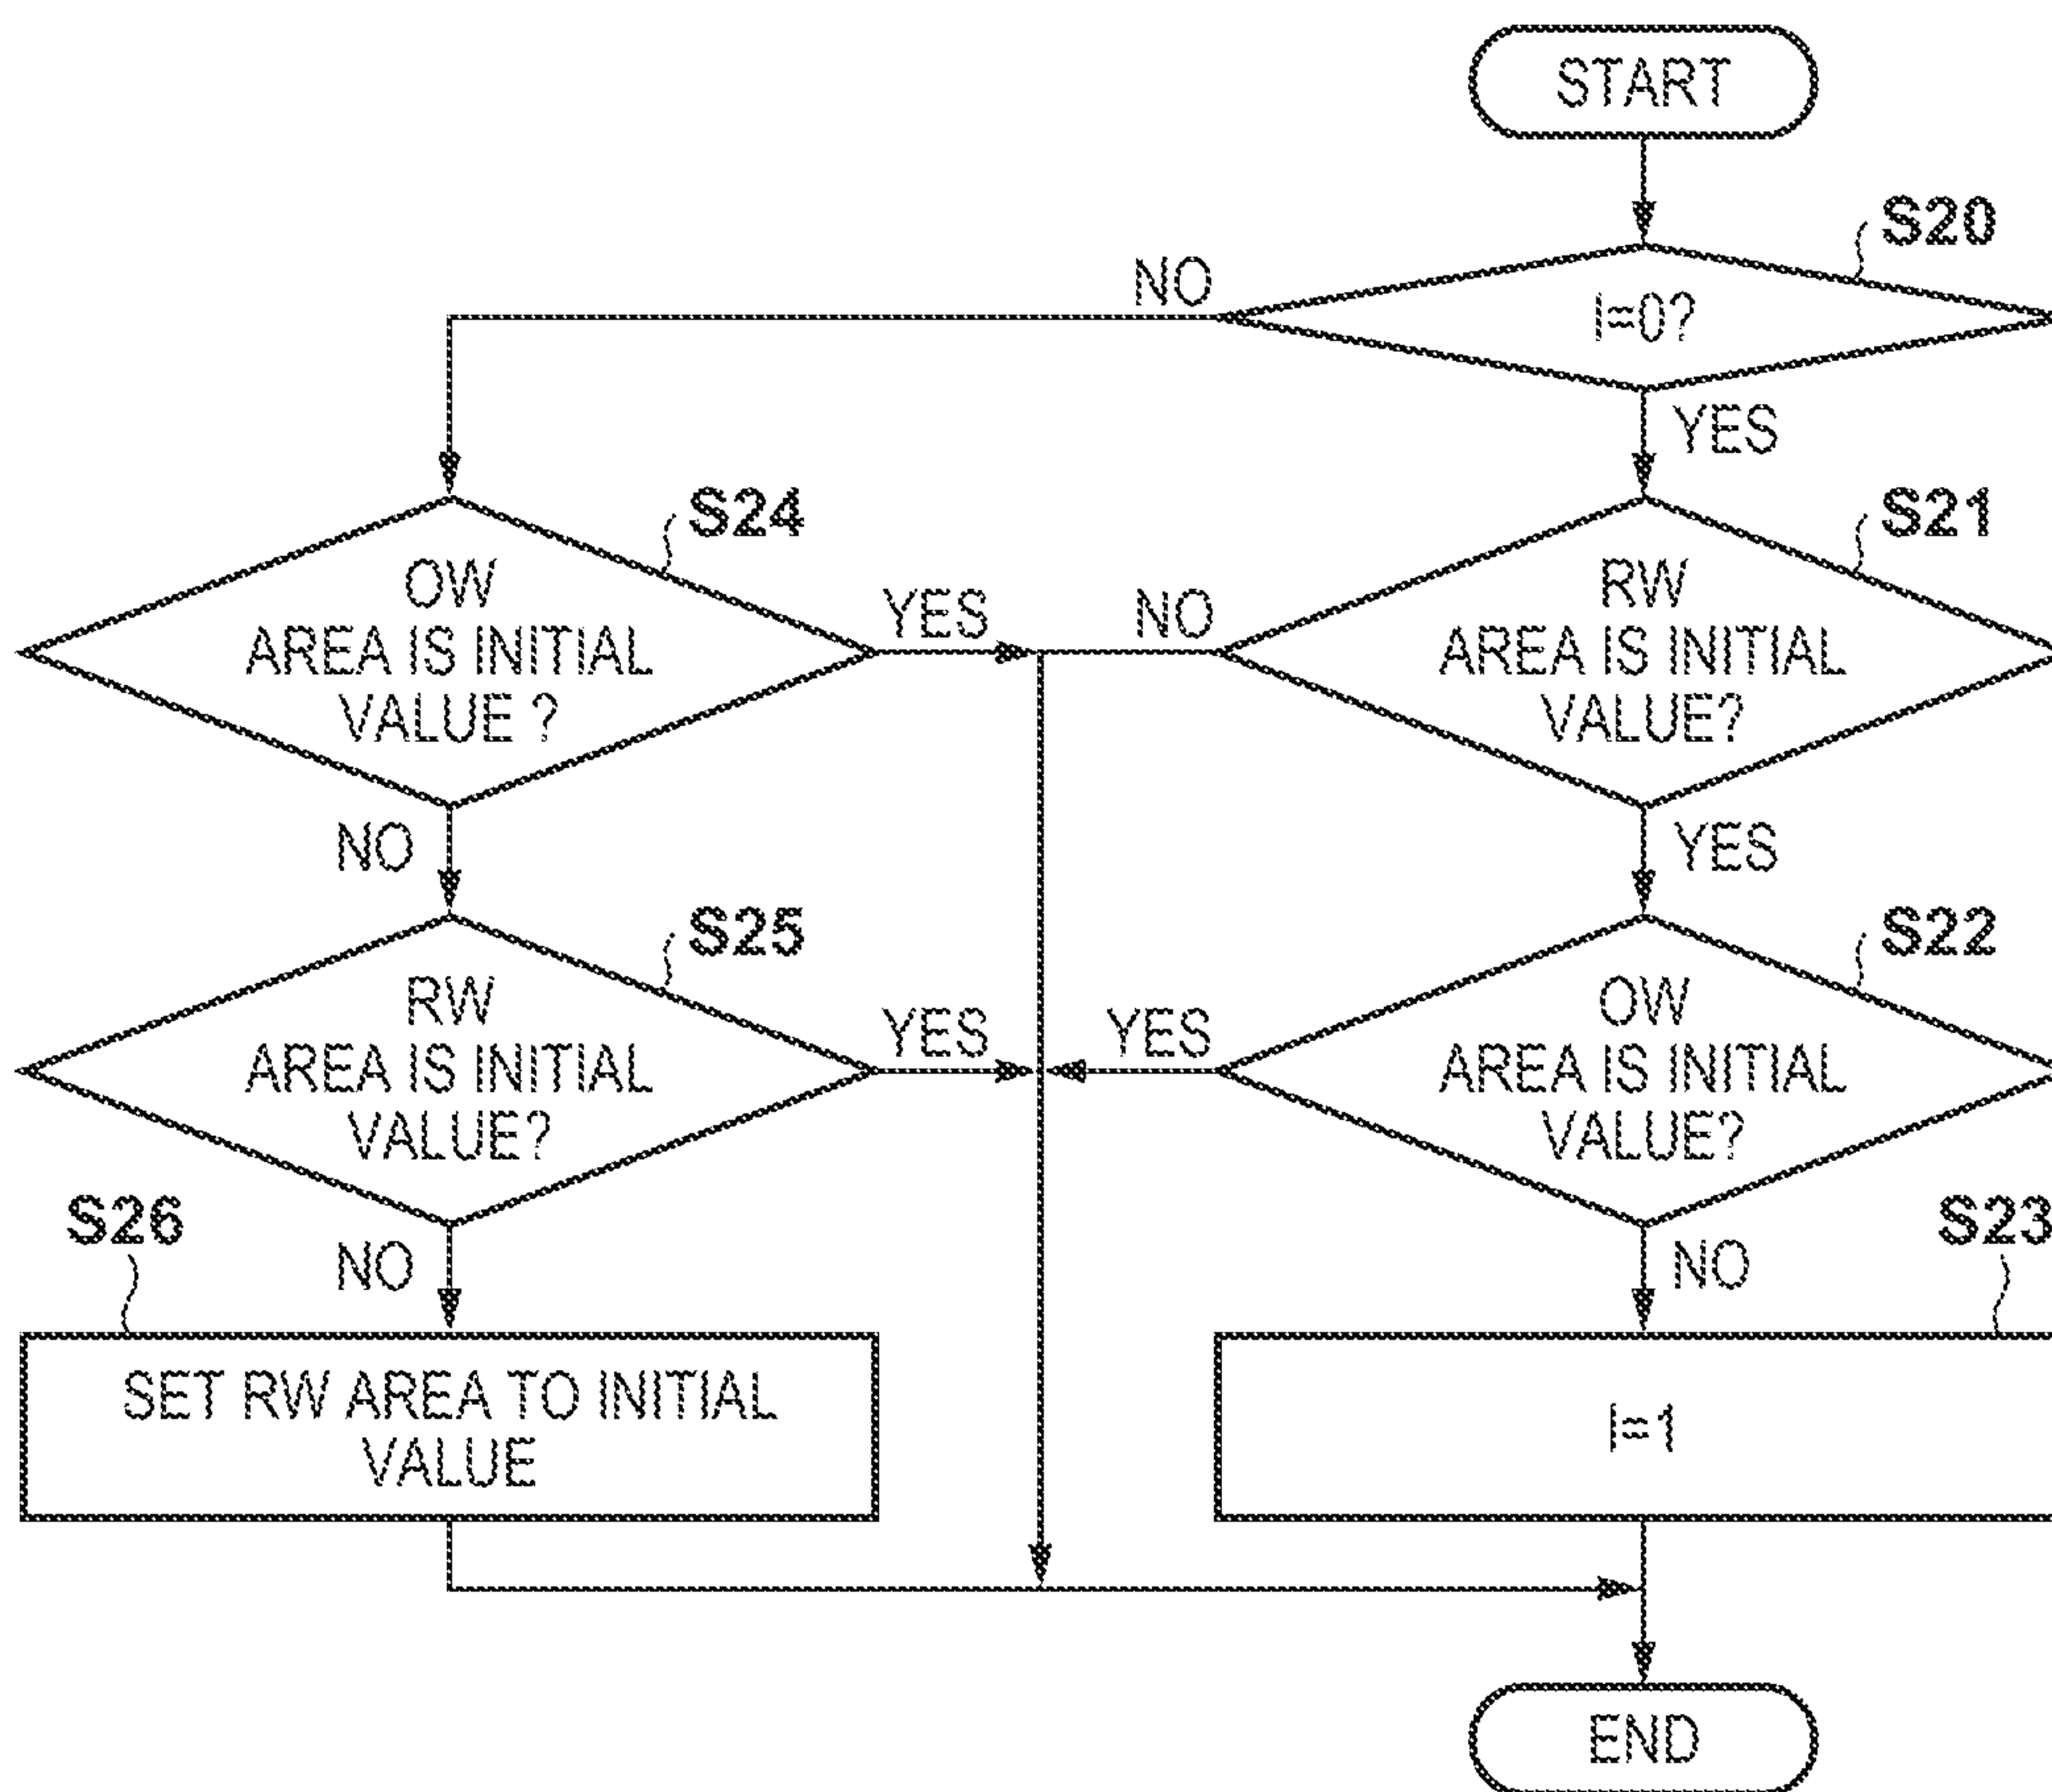 START
S20
NO
I=0?
YES
S24
S21
OW
AREA IS INITIAL
VALUE ?
YES
NO
RW
AREA IS INITIAL
VALUE?
NO
YES
S25
S22
RW
AREA IS INITIAL
VALUE?
YES
YES
OW
AREA IS INITIAL
VALUE?
S26
NO
NO
S23
SET RW AREA TO INITIAL
VALUE
I=1
END